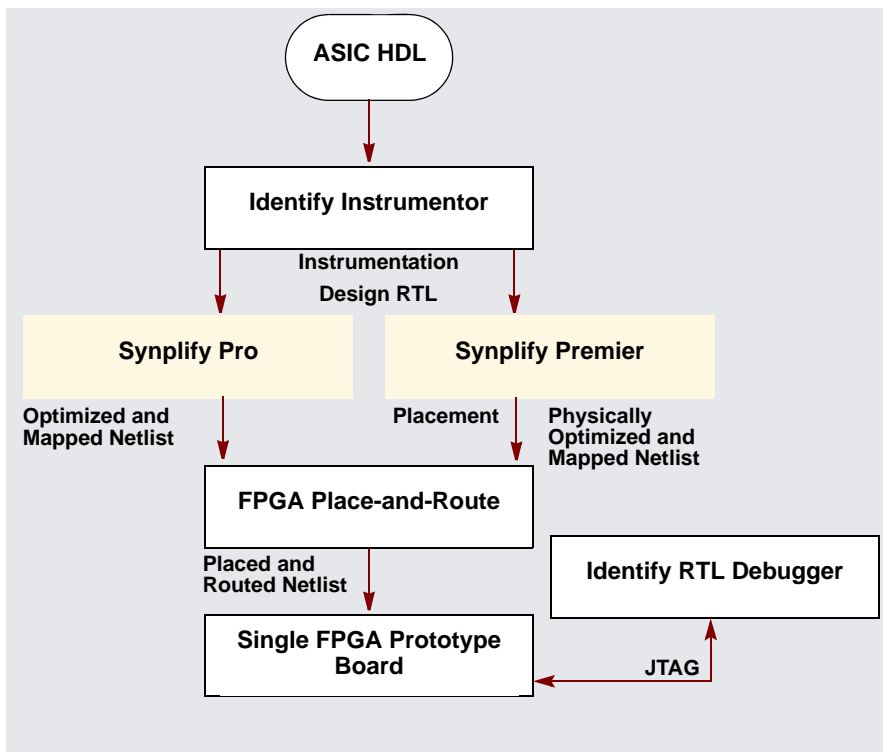 ASIC HDL
Identify Instrumentor
Instrumentation
Design RTL
Synplify Pro
Synplify Premier
Optimized and
Mapped Netlist
Placement
Physically
Optimized and
Mapped Netlist
FPGA Place-and-Route
Placed and
Routed Netlist
Identify RTL Debugger
Single FPGA Prototype
Board
JTAG